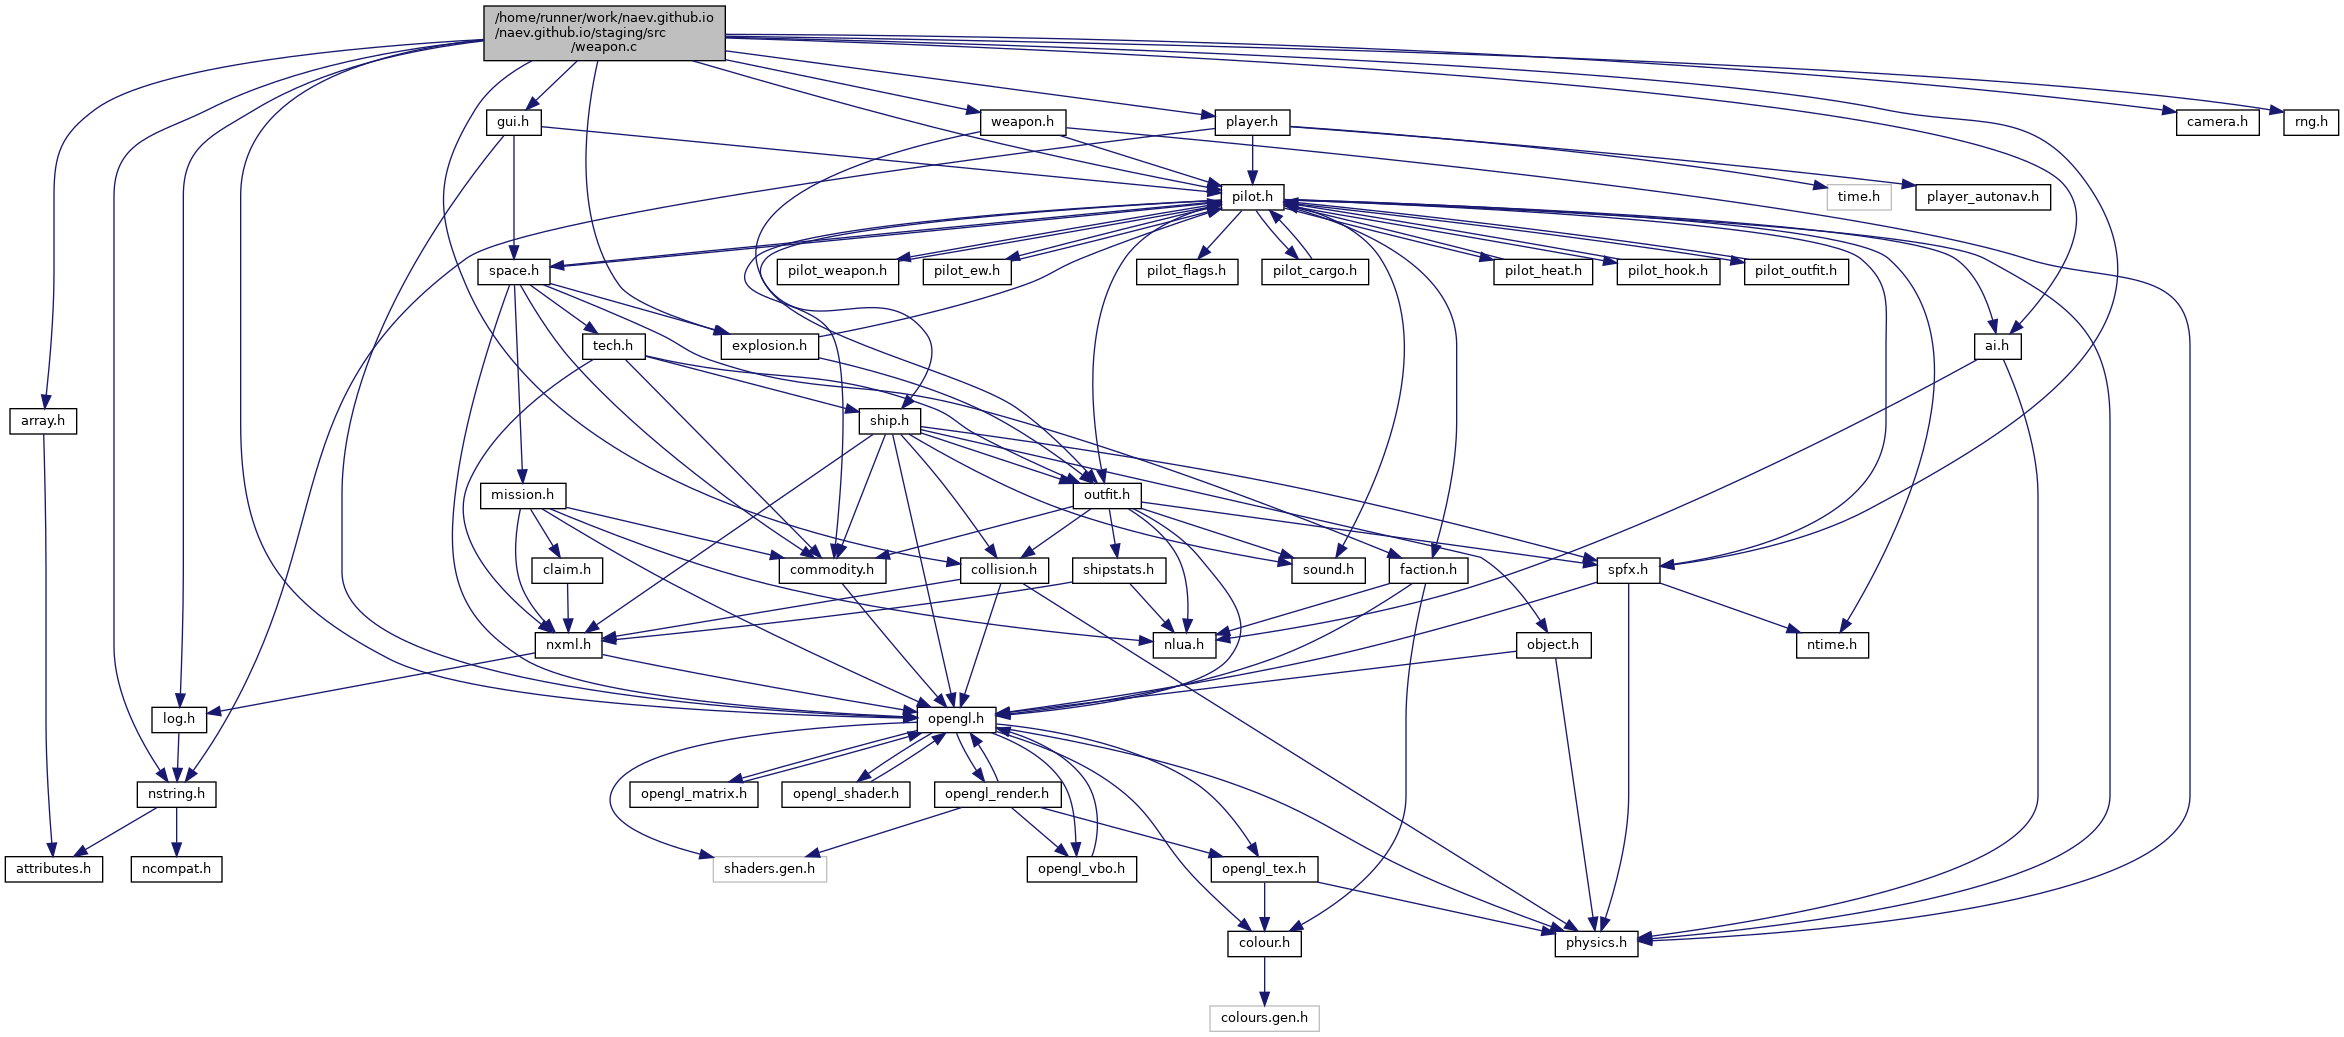 /home/runner/work/naev.github.io
/naev.github.io/staging/src
/weapon.c
gui.h
weapon.h
player.h
camera.h
rng.h
pilot.h
time.h
player_autonav.h
space.h
pilot_weapon.h
pilot_ew.h
pilot_flags.h
pilot_cargo.h
pilot_heat.h
pilot_hook.h
pilot_outfit.h
tech.h
explosion.h
ai.h
array.h
ship.h
mission.h
outfit.h
claim.h
commodity.h
collision.h
shipstats.h
sound.h
faction.h
spfx.h
nxml.h
nlua.h
object.h
ntime.h
log.h
opengl.h
nstring.h
opengl_matrix.h
opengl_shader.h
opengl_render.h
attributes.h
ncompat.h
shaders.gen.h
opengl_vbo.h
opengl_tex.h
colour.h
physics.h
colours.gen.h